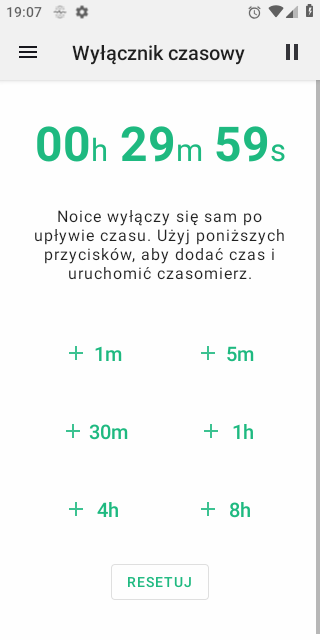 19:07
Wyłącznik czasowy
00h 29m 59s
Noice wyłączy się sam po
upływie czasu. Użyj poniższych
przycisków, aby dodać czas i
uruchomić czasomierz.
+ 1m + 5m
+ 30m + 1h
+ 4h + 8h
RESETUJ